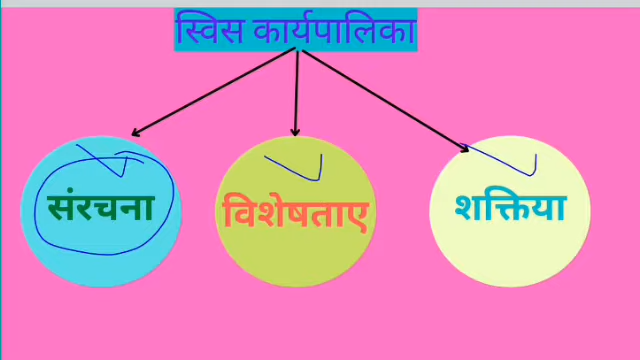 स्विस कार्यपालिका
संरचना
विशेषताए
शक्तिया